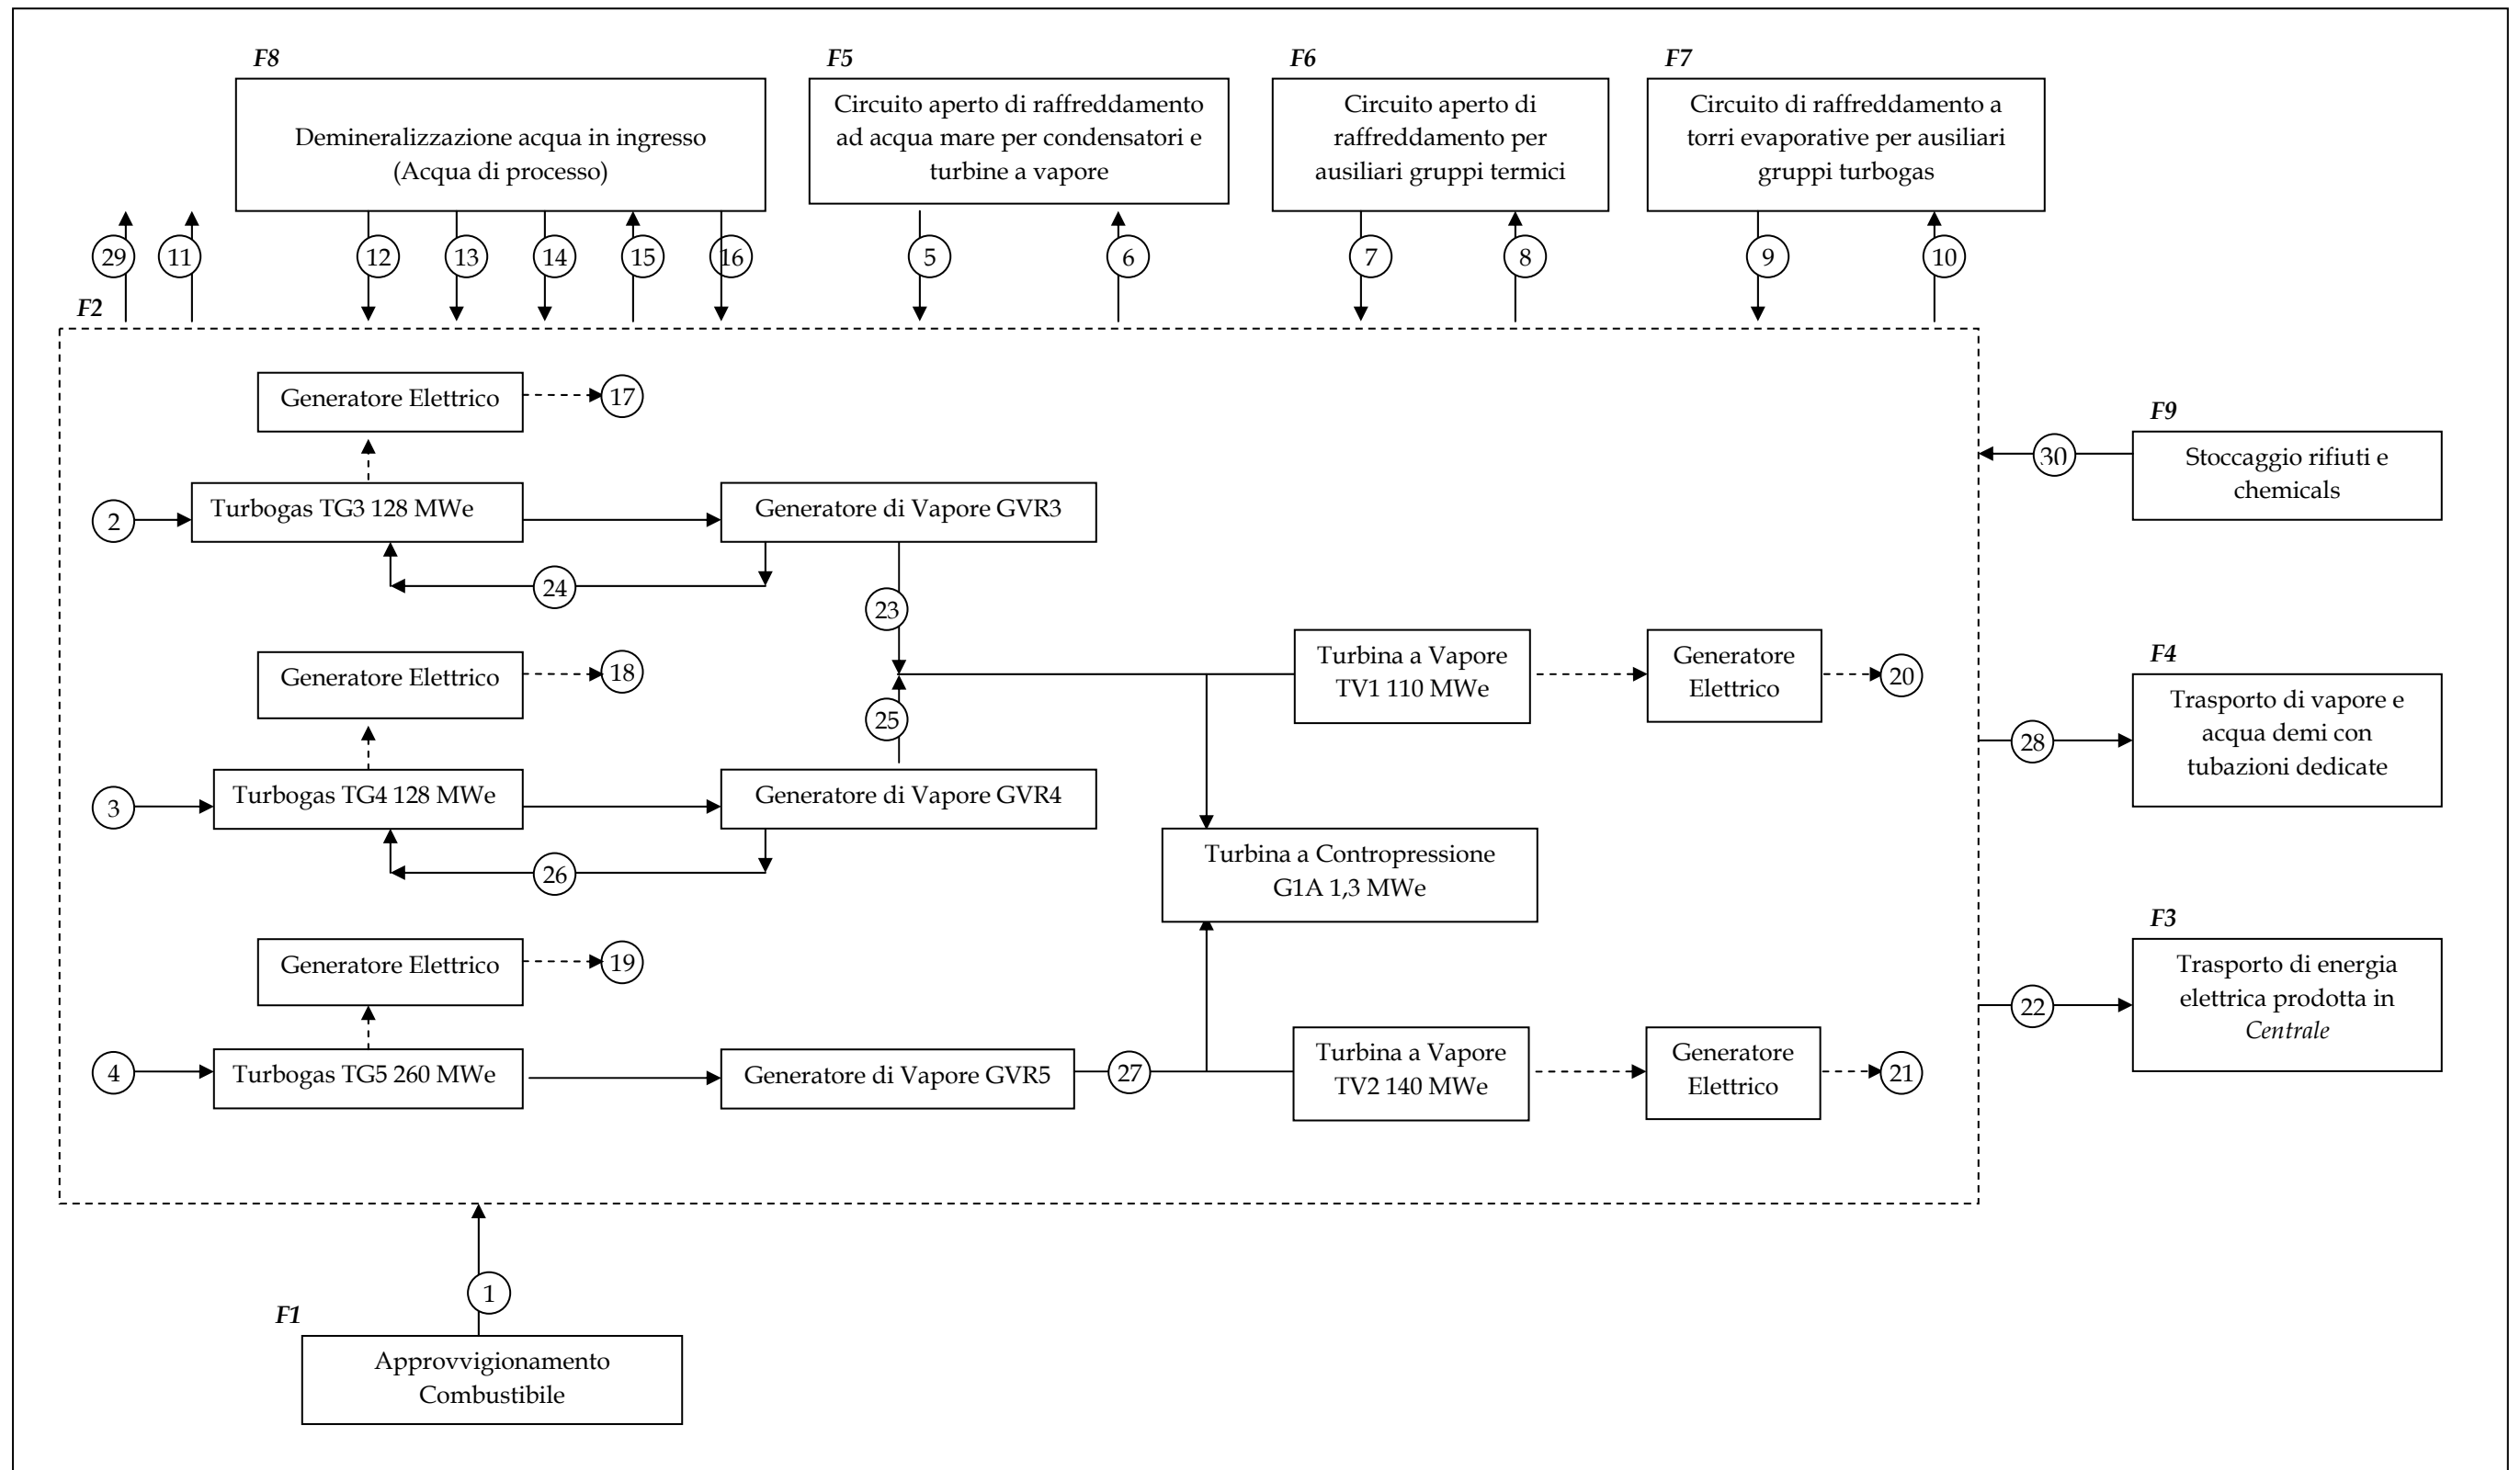 F8
F5
F6
F7
Demineralizzazione acqua in ingresso
(Acqua di processo)
Circuito aperto di raffreddamento
ad acqua mare per condensatori e
turbine a vapore
Circuito aperto di
raffreddamento per
ausiliari gruppi termici
Circuito di raffreddamento a
torri evaporative per ausiliari
gruppi turbogas
29
11
12
13
14
15
16
5
6
7
8
9
10
F2
Generatore Elettrico
17
F9
Stoccaggio rifiuti e
chemicals
30
2
Turbogas TG3 128 MWe
Generatore di Vapore GVR3
24
23
Generatore Elettrico
18
Turbina a Vapore
TV1 110 MWe
Generatore
Elettrico
20
F4
Trasporto di vapore e
acqua demi con
tubazioni dedicate
25
28
3
Turbogas TG4 128 MWe
Generatore di Vapore GVR4
26
Turbina a Contropressione
G1A 1,3 MWe
F3
Trasporto di energia
elettrica prodotta in
Centrale
Generatore Elettrico
19
22
4
Turbogas TG5 260 MWe
Generatore di Vapore GVR5
27
Turbina a Vapore
TV2 140 MWe
Generatore
Elettrico
21
1
F1
Approvvigionamento
Combustibile